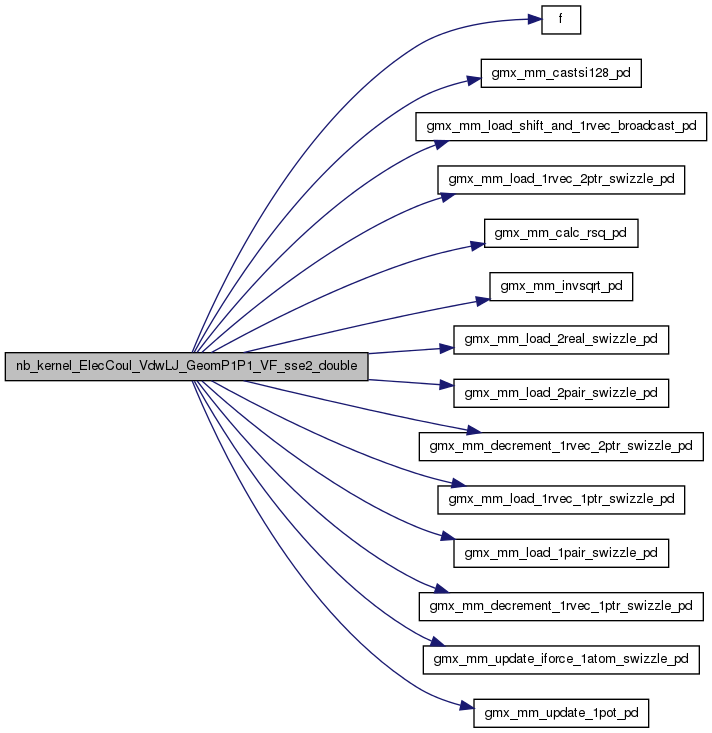 f
gmx_mm_castsi128_pd
gmx_mm_load_shift_and_1rvec_broadcast_pd
gmx_mm_load_1rvec_2ptr_swizzle_pd
gmx_mm_calc_rsq_pd
gmx_mm_invsqrt_pd
gmx_mm_load_2real_swizzle_pd
nb_kernel_ElecCoul_VdwLJ_GeomP1P1_VF_sse2_double
gmx_mm_load_2pair_swizzle_pd
gmx_mm_decrement_1rvec_2ptr_swizzle_pd
gmx_mm_load_1rvec_1ptr_swizzle_pd
gmx_mm_load_1pair_swizzle_pd
gmx_mm_decrement_1rvec_1ptr_swizzle_pd
gmx_mm_update_iforce_1atom_swizzle_pd
gmx_mm_update_1pot_pd